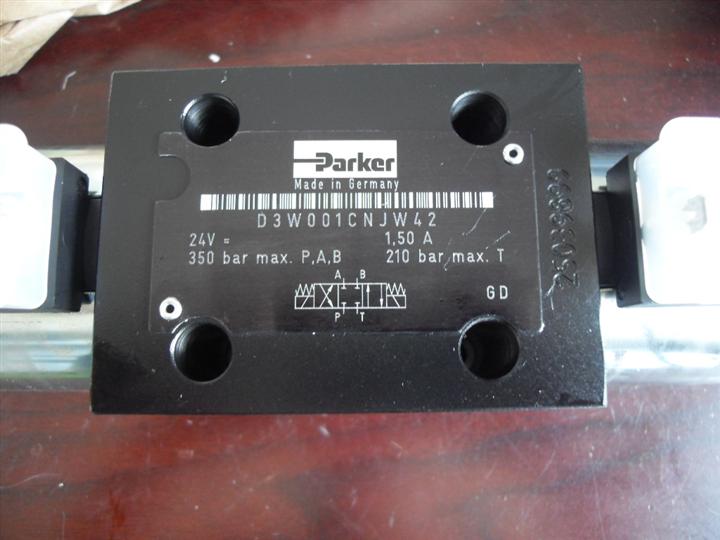 Parker
Made in Germany
D3W001CNJW42
24V = 1,50 A
350 bar max. P,A,B 210 bar max. T
A B
P T
GD